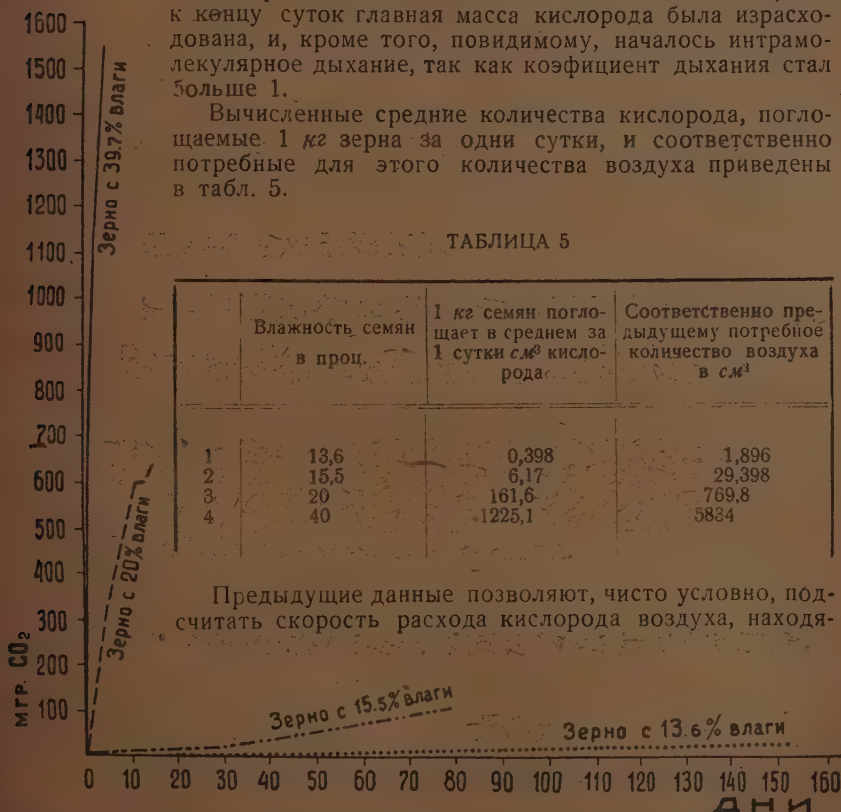 к концу суток главная масса кислорода была израсхо-
дована, и, кроме того, повидимому, началось интрамо-
лекулярное дыхание, так как коэфициент дыхания стал
больше 1.
Вычисленные средние количества кислорода, погло-
щаемые 1 кг зерна за одни сутки, и соответственно
потребные для этого количества воздуха приведены
в табл. 5.
ТАБЛИЦА 5
Влажность семян в проц. | 1 кг семян погло-щает в среднем за 1 сутки см³ кисло-рода | Соответственно пре-дыдущему потребное количество воздуха в см³
1 13,6 0,398 1,896
2 15,5 6,17 29,398
3 20 161,6 769,8
4 40 1225,1 5834
Предыдущие данные позволяют, чисто условно, под-
считать скорость расхода кислорода воздуха, находя-
1600
1500
1400
1300
1200
1100
1000
900
800
700
600
500
400
300
200
100
мгр. CO₂
Зерно с 39.7% влаги
Зерно с 20% влаги
Зерно с 15.5% влаги
Зерно с 13.6% влаги
0 10 20 30 40 50 60 70 80 90 100 110 120 130 140 150 160
ДНИ